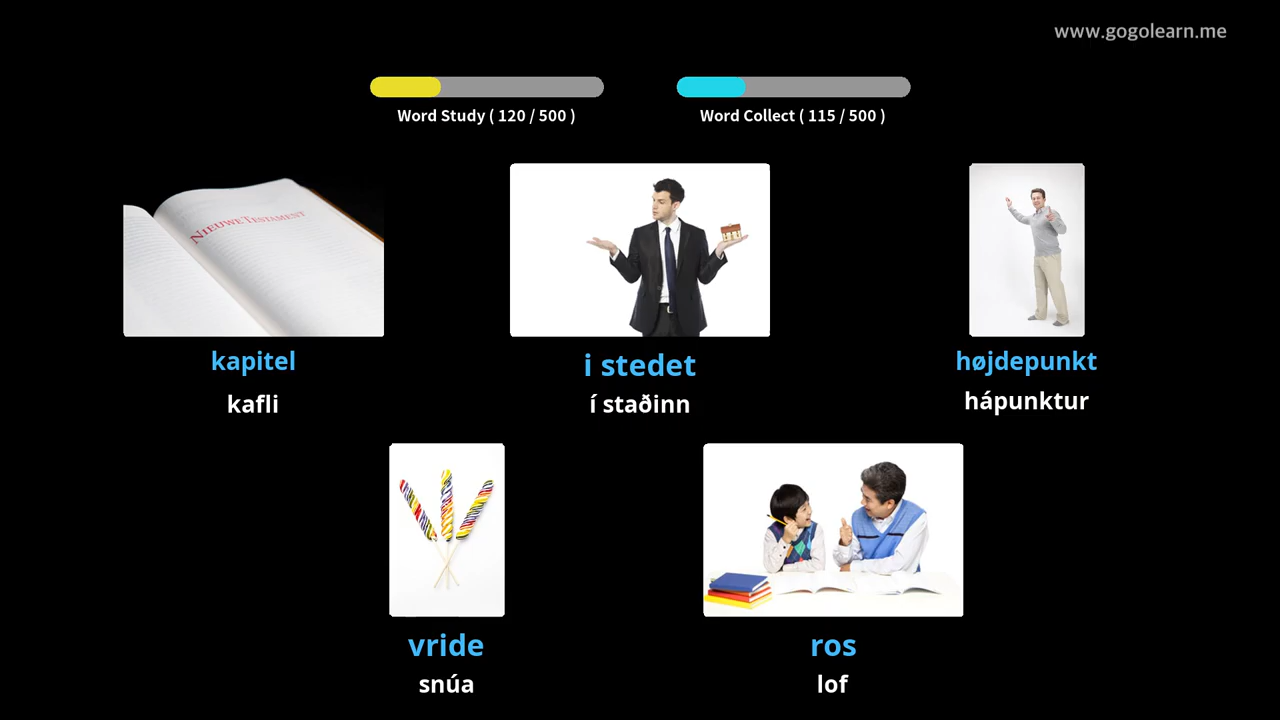 www.gogolearn.me
Word Study ( 120 / 500 )
Word Collect ( 115 / 500 )
NIEUWE TESTAMENT
kapitel
kafli
i stedet
í staðinn
højdepunkt
hápunktur
vride
snúa
ros
lof